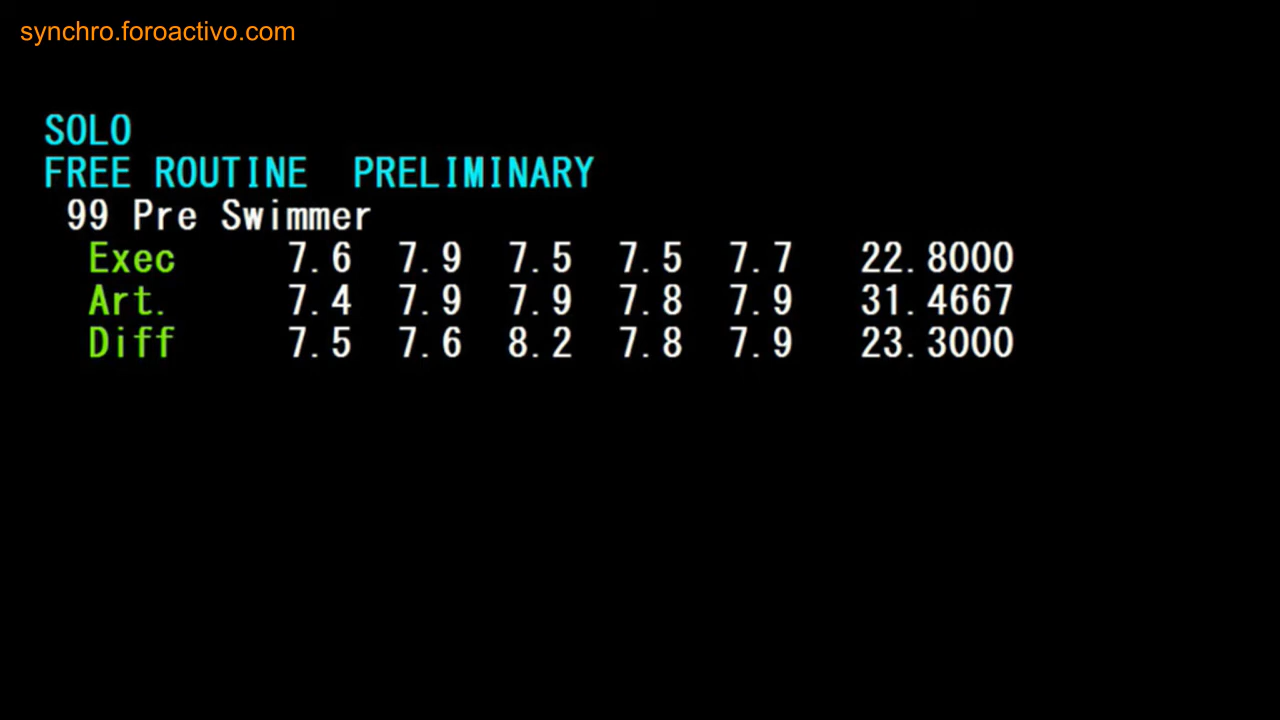 synchro.foroactivo.com
SOLO
FREE ROUTINE PRELIMINARY
99 Pre Swimmer
Exec 7.6 7.9 7.5 7.5 7.7 22.8000
Art. 7.4 7.9 7.9 7.8 7.9 31.4667
Diff 7.5 7.6 8.2 7.8 7.9 23.3000